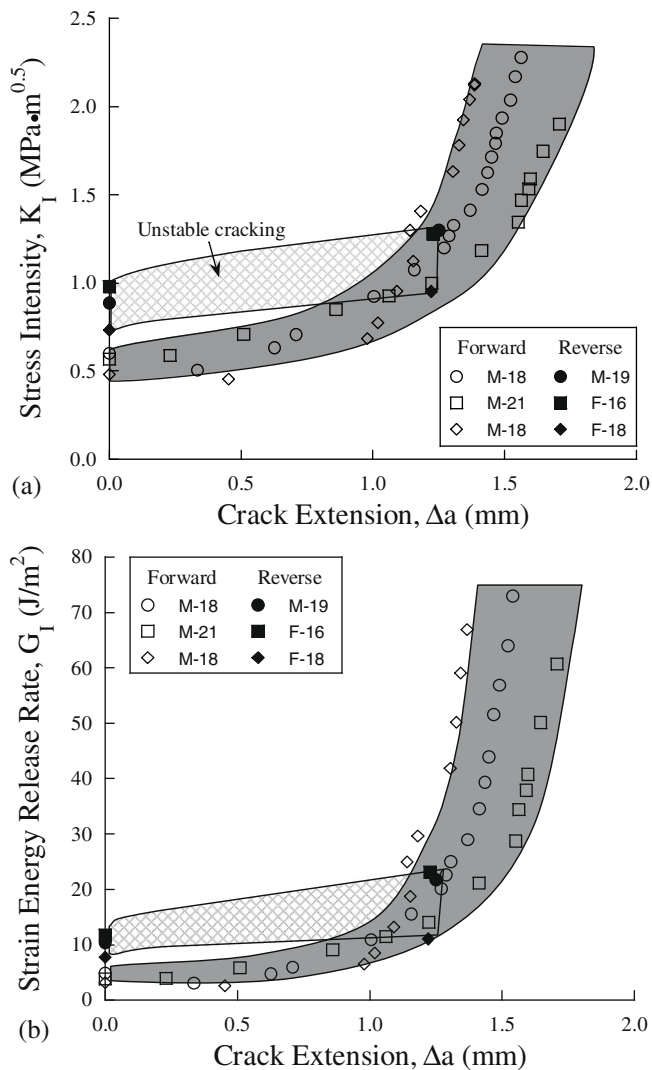 Stress Intensity, K_I (MPa•m^0.5)
2.5
2.0
1.5
1.0
0.5
0.0
Unstable cracking
Forward Reverse
M-18 M-19
M-21 F-16
M-18 F-18
0.0 0.5 1.0 1.5 2.0
(a)
Crack Extension, Δa (mm)
Strain Energy Release Rate, G_I (J/m^2)
80
70
60
50
40
30
20
10
0
Forward Reverse
M-18 M-19
M-21 F-16
M-18 F-18
0.0 0.5 1.0 1.5 2.0
(b)
Crack Extension, Δa (mm)